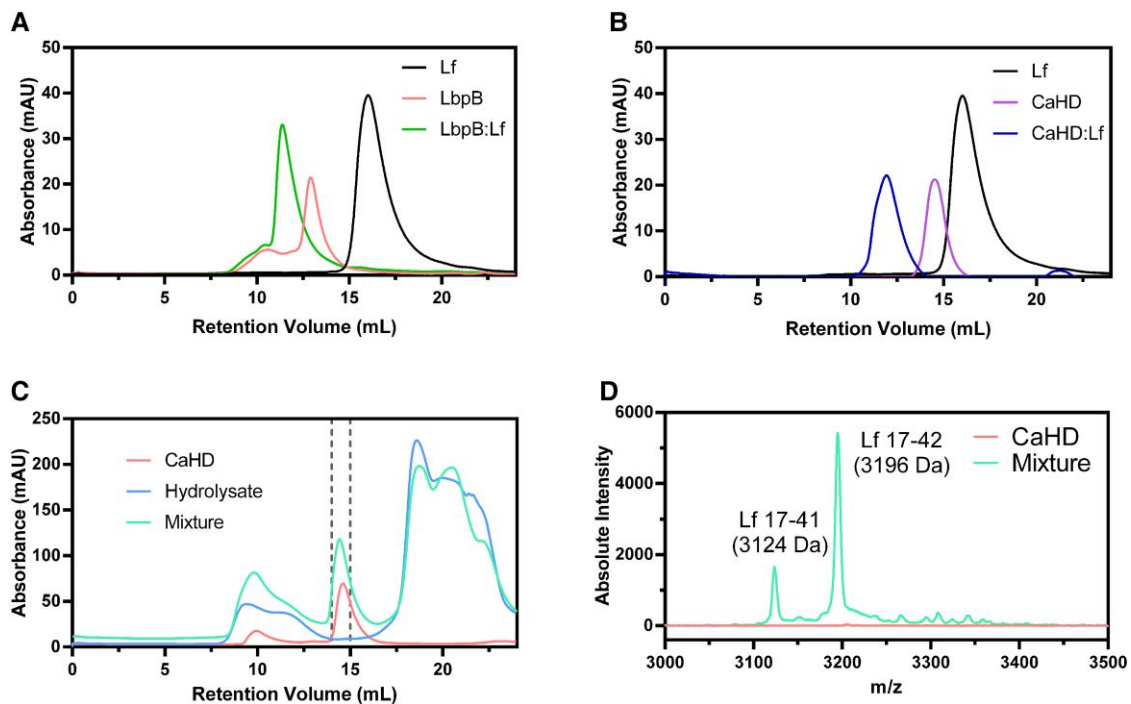 A
50
40
30
20
10
0
Absorbance (mAU)
Lf
LbpB
LbpB:Lf
0 5 10 15 20
Retention Volume (mL)
B
50
40
30
20
10
0
Absorbance (mAU)
Lf
CaHD
CaHD:Lf
0 5 10 15 20
Retention Volume (mL)
C
250
200
150
100
50
0
Absorbance (mAU)
CaHD
Hydrolysate
Mixture
0 5 10 15 20
Retention Volume (mL)
D
6000
4000
2000
0
Absolute Intensity
Lf 17-42
(3196 Da)
Lf 17-41
(3124 Da)
CaHD
Mixture
3000 3100 3200 3300 3400 3500
m/z